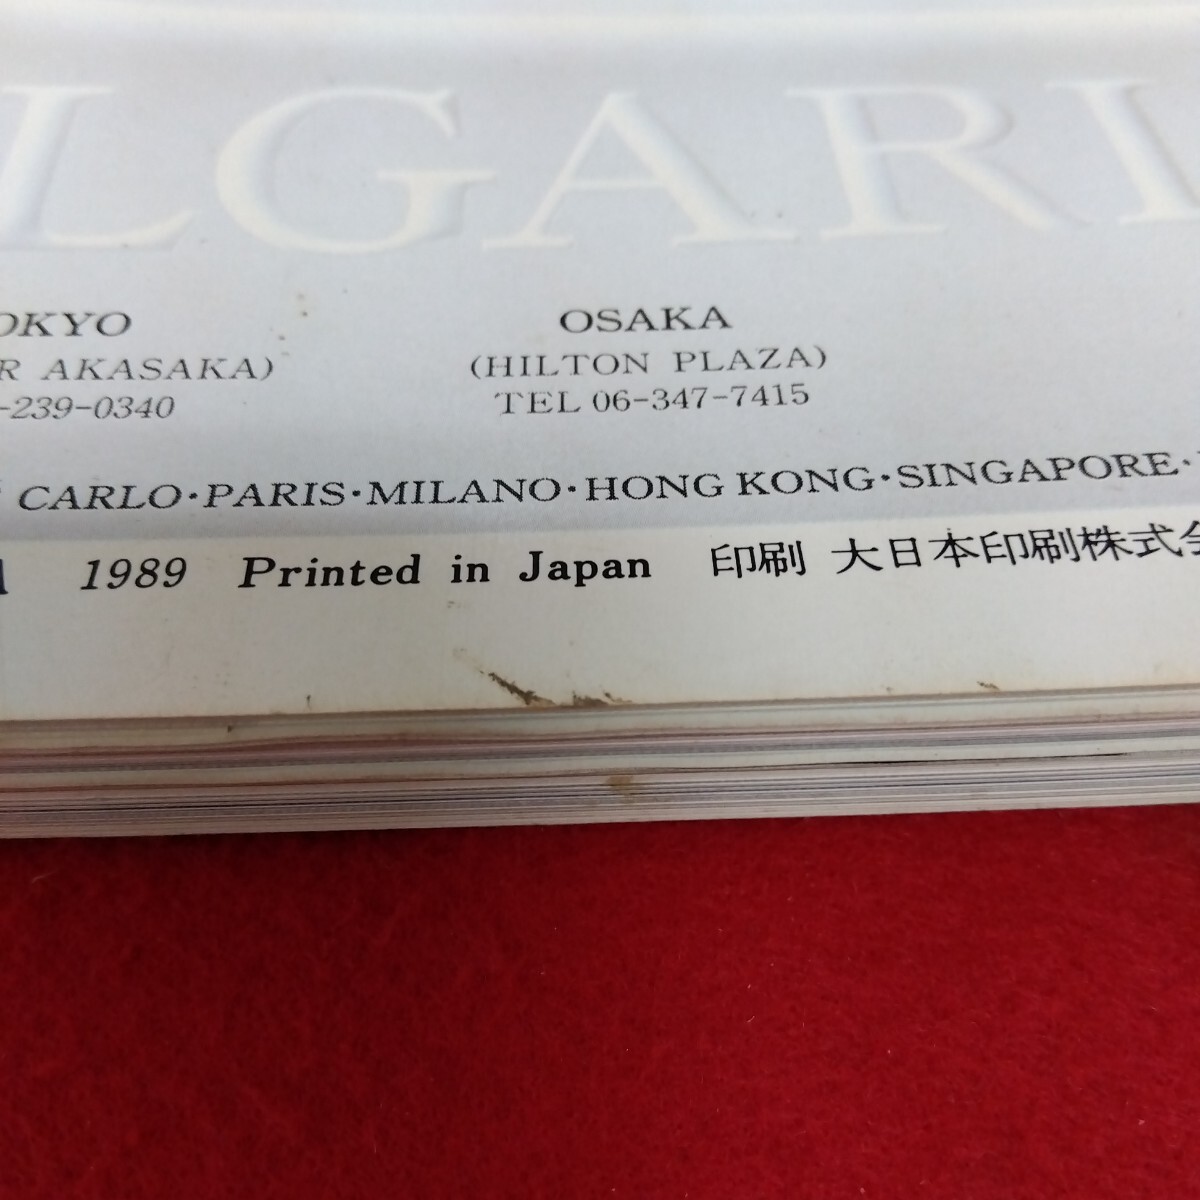 LGARI
OKYO
OSAKA
R AKASAKA)
(HILTON PLAZA)
-239-0340
TEL 06-347-7415
CARLO·PARIS·MILANO·HONG KONG·SINGAPORE·
1989 Printed in Japan 印刷 大日本印刷株式会